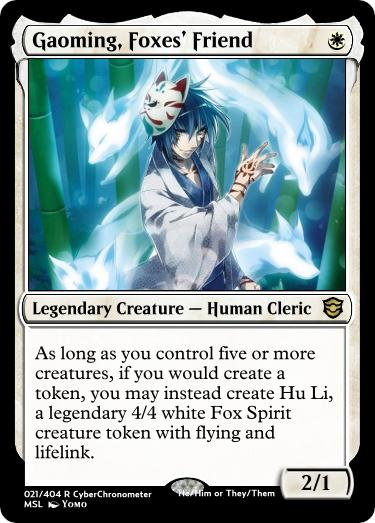 Gaoming, Foxes' Friend
Legendary Creature — Human Cleric
As long as you control five or more
creatures, if you would create a
token, you may instead create Hu Li,
a legendary 4/4 white Fox Spirit
creature token with flying and
lifelink.
2/1
021/404 R CyberChronometer
He/Him or They/Them
MSL Yomo